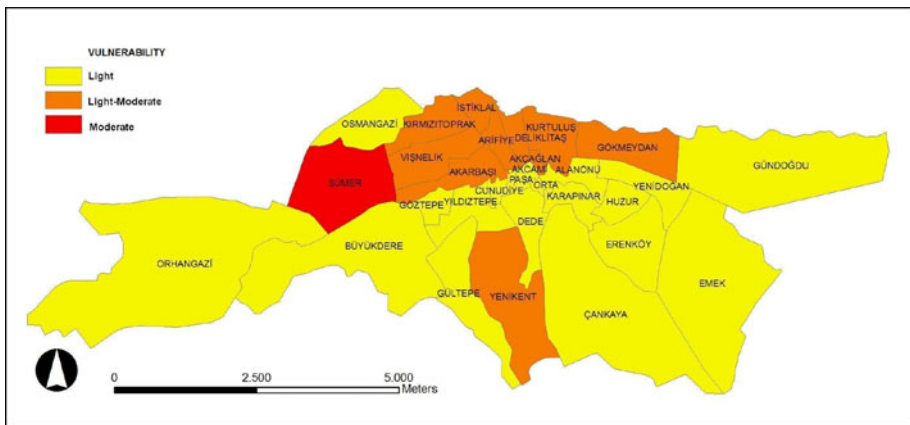 VULNERABILITY
Light
Light-Moderate
Moderate
İSTİKLAL
OSMANGAZİ
KIRMIZITOPRAK
KURTULUŞ
ARİFİYE
DELİKLİTAŞ
GÖKMEYDAN
VİŞNELİK
AKÇAĞLAN
GÜNDOĞDU
AKARBAŞI
AKCAMİ
ALANÖNÜ
SUMER
PAŞA
CUNUDİYE
ORTA
YENİDOĞAN
GÖZTEPE
YILDIZTEPE
KARAPINAR
HUZUR
DEDE
BÜYÜKDERE
ERENKÖY
ORHANGAZİ
EMEK
GÜLTEPE
YENİKENT
ÇANKAYA
0
2.500
5.000
Meters